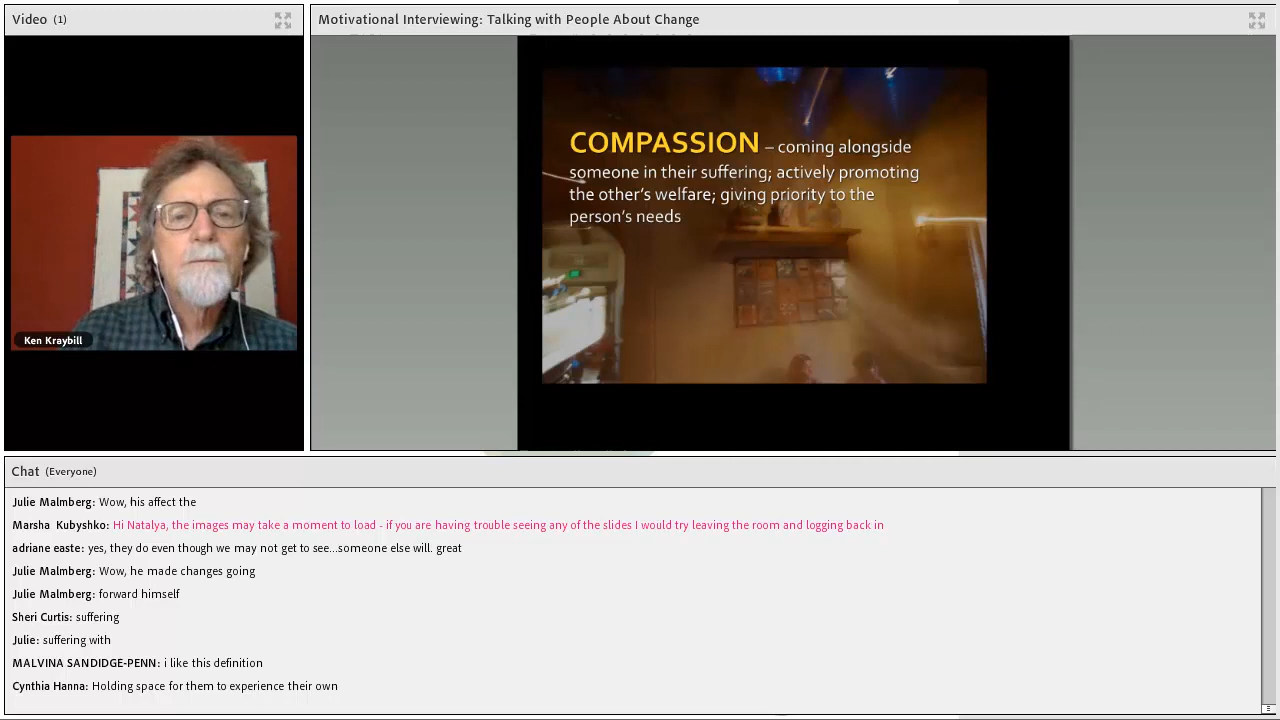 Video (1)
Motivational Interviewing: Talking with People About Change
Ken Kraybill
COMPASSION – coming alongside
someone in their suffering; actively promoting
the other's welfare; giving priority to the
person's needs
Chat (Everyone)
Julie Malmberg: Wow, his affect the
Marsha Kubyshko: Hi Natalya, the images may take a moment to load - if you are having trouble seeing any of the slides I would try leaving the room and logging back in
adriane easte: yes, they do even though we may not get to see...someone else will. great
Julie Malmberg: Wow, he made changes going
Julie Malmberg: forward himself
Sheri Curtis: suffering
Julie: suffering with
MALVINA SANDIDGE-PENN: i like this definition
Cynthia Hanna: Holding space for them to experience their own